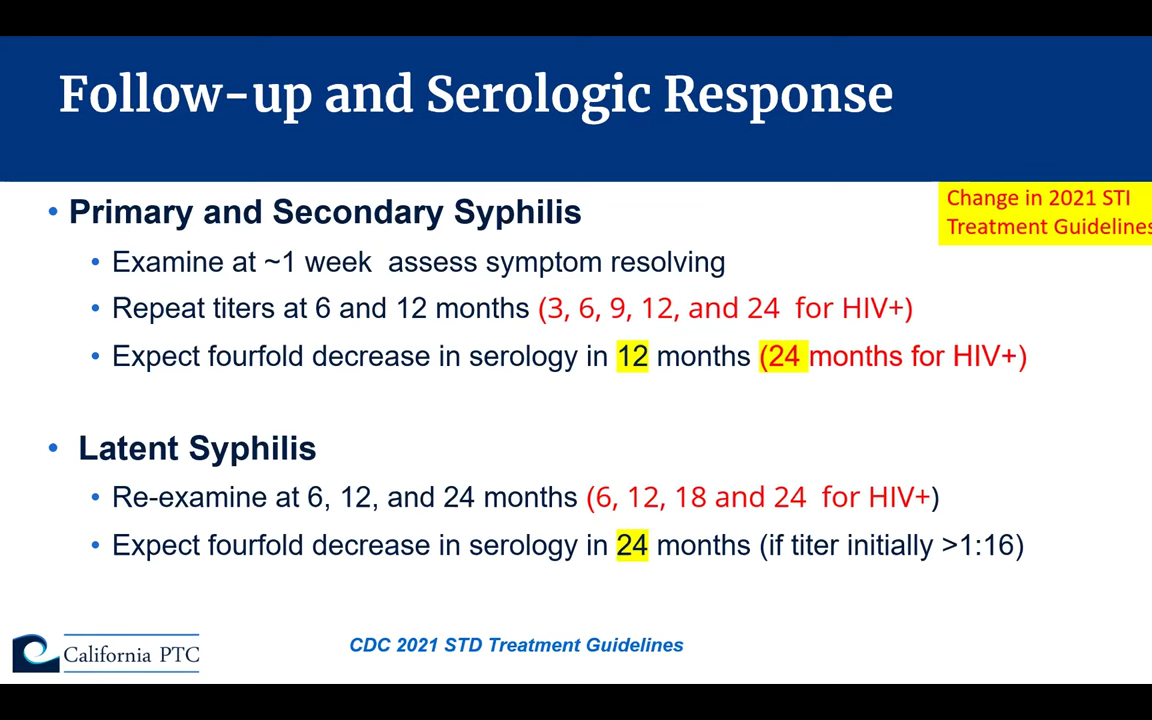 Follow-up and Serologic Response
Change in 2021 STI
Treatment Guidelines
• Primary and Secondary Syphilis
• Examine at ~1 week assess symptom resolving
• Repeat titers at 6 and 12 months (3, 6, 9, 12, and 24 for HIV+)
• Expect fourfold decrease in serology in 12 months (24 months for HIV+)
• Latent Syphilis
• Re-examine at 6, 12, and 24 months (6, 12, 18 and 24 for HIV+)
• Expect fourfold decrease in serology in 24 months (if titer initially >1:16)
California PTC
CDC 2021 STD Treatment Guidelines